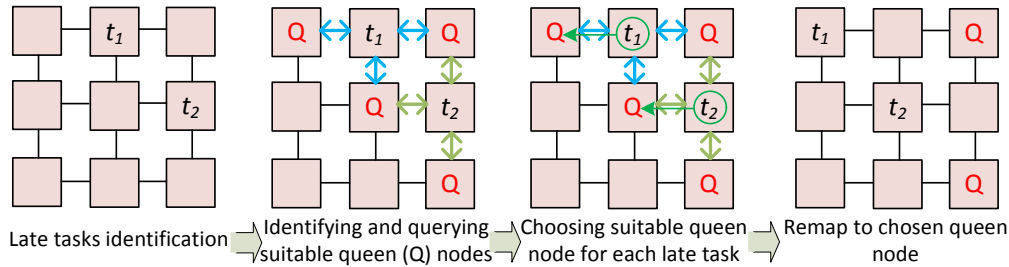 t1
t2
Q t1 Q
Q t2
Q
Q t1 Q
Q t2
Q
t1 Q
t2
Q
Late tasks identification
Identifying and querying
suitable queen (Q) nodes
Choosing suitable queen
node for each late task
Remap to chosen queen
node